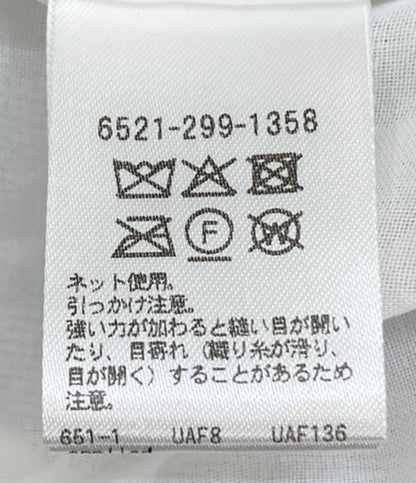 6521-299-1358
F W
ネット使用。
引っかけ注意。
強い力が加わると縫い目が開い
たり、目寄れ（織り糸が滑り、
目が開く）することがあるため
注意。
651-1 UAF8 UAF136